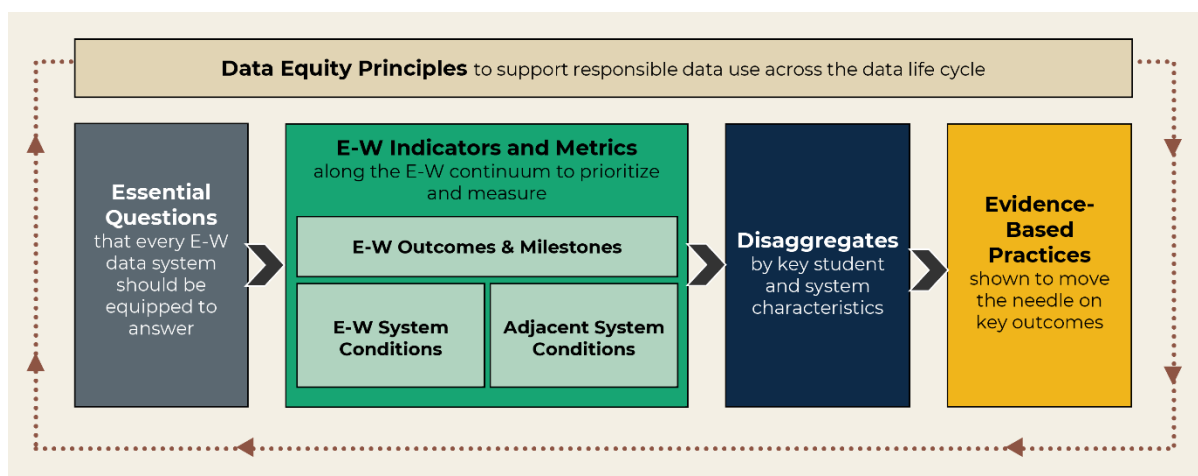 Data Equity Principles to support responsible data use across the data life cycle
Essential
Questions
that every E-W
data system
should be
equipped to
answer
E-W Indicators and Metrics
along the E-W continuum to prioritize
and measure
E-W Outcomes & Milestones
E-W System
Conditions
Adjacent System
Conditions
Disaggregates
by key student
and system
characteristics
Evidence-
Based
Practices
shown to move
the needle on
key outcomes